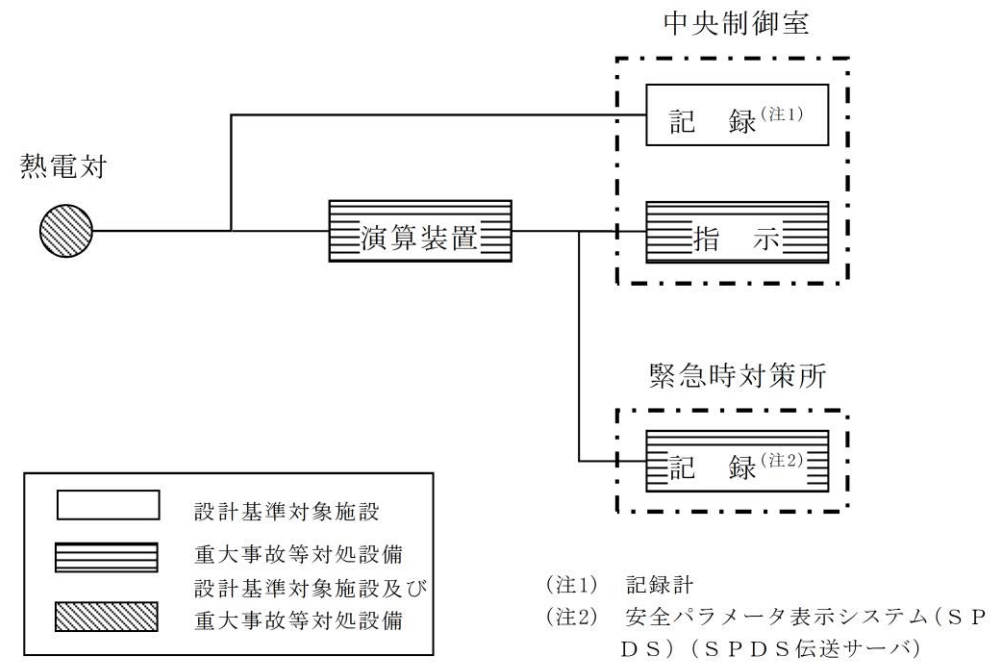 中央制御室
記　録(注1)
熱電対
演算装置
指　示
緊急時対策所
記　録(注2)
設計基準対象施設
重大事故等対処設備
設計基準対象施設及び
重大事故等対処設備
(注1)　記録計
(注2)　安全パラメータ表示システム(ＳＰ
ＤＳ)(ＳＰＤＳ伝送サーバ)